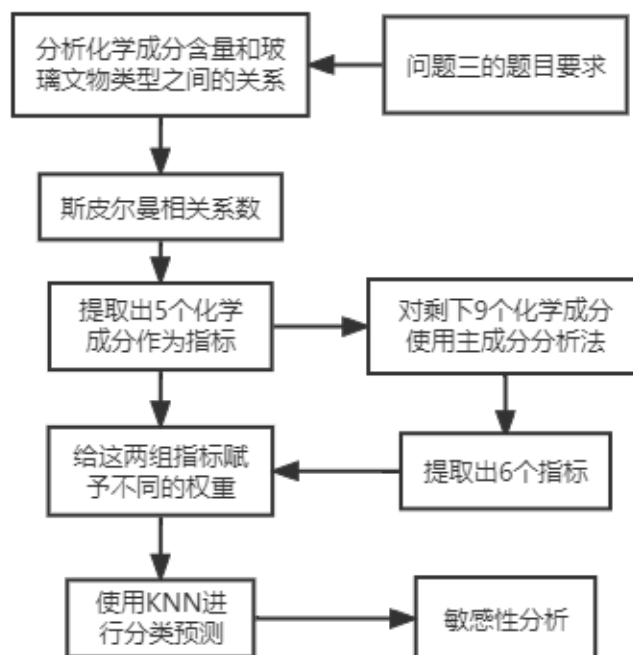 分析化学成分含量和玻
璃文物类型之间的关系
问题三的题目要求
斯皮尔曼相关系数
提取出5个化学
成分作为指标
对剩下9个化学成分
使用主成分分析法
给这两组指标赋
予不同的权重
提取出6个指标
使用KNN进
行分类预测
敏感性分析